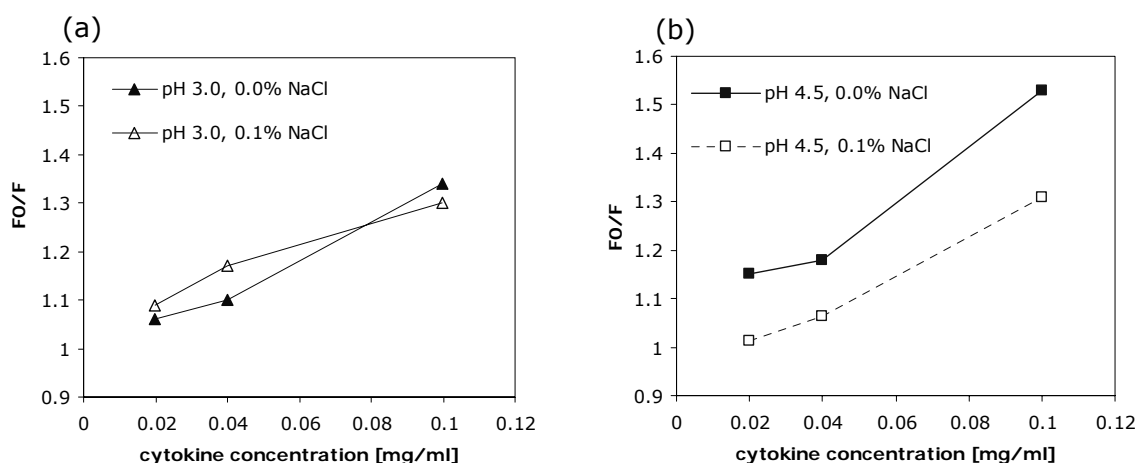 (a)
1.6
1.5
1.4
1.3
1.2
1.1
1
0.9
F0/F
pH 3.0, 0.0% NaCl
pH 3.0, 0.1% NaCl
0 0.02 0.04 0.06 0.08 0.1 0.12
cytokine concentration [mg/ml]
(b)
1.6
1.5
1.4
1.3
1.2
1.1
1
0.9
F0/F
pH 4.5, 0.0% NaCl
pH 4.5, 0.1% NaCl
0 0.02 0.04 0.06 0.08 0.1 0.12
cytokine concentration [mg/ml]